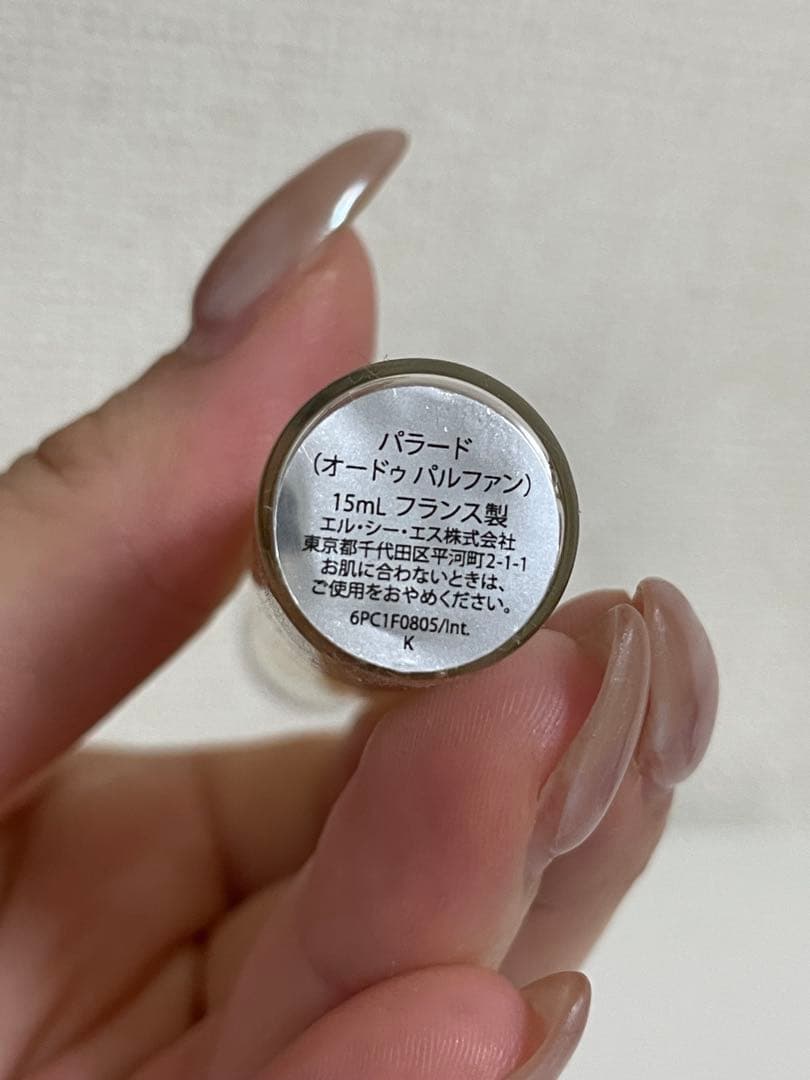 パラード
（オードゥ パルファン）
15mL フランス製
エル・シー・エス株式会社
東京都千代田区平河町2-1-1
お肌に合わないときは、
ご使用をおやめください。
6PC1F0805/Int.
K